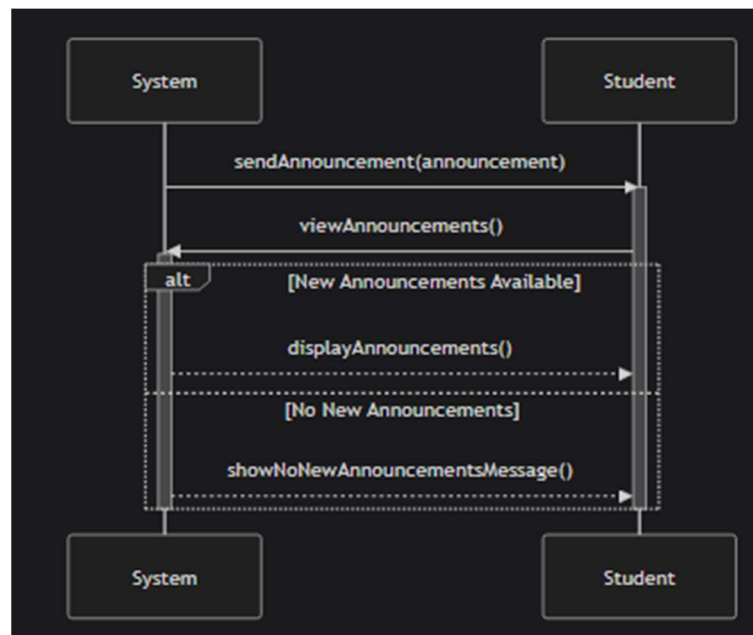 System
Student
sendAnnouncement(announcement)
viewAnnouncements()
alt
[New Announcements Available]
displayAnnouncements()
[No New Announcements]
showNoNewAnnouncementsMessage()
System
Student